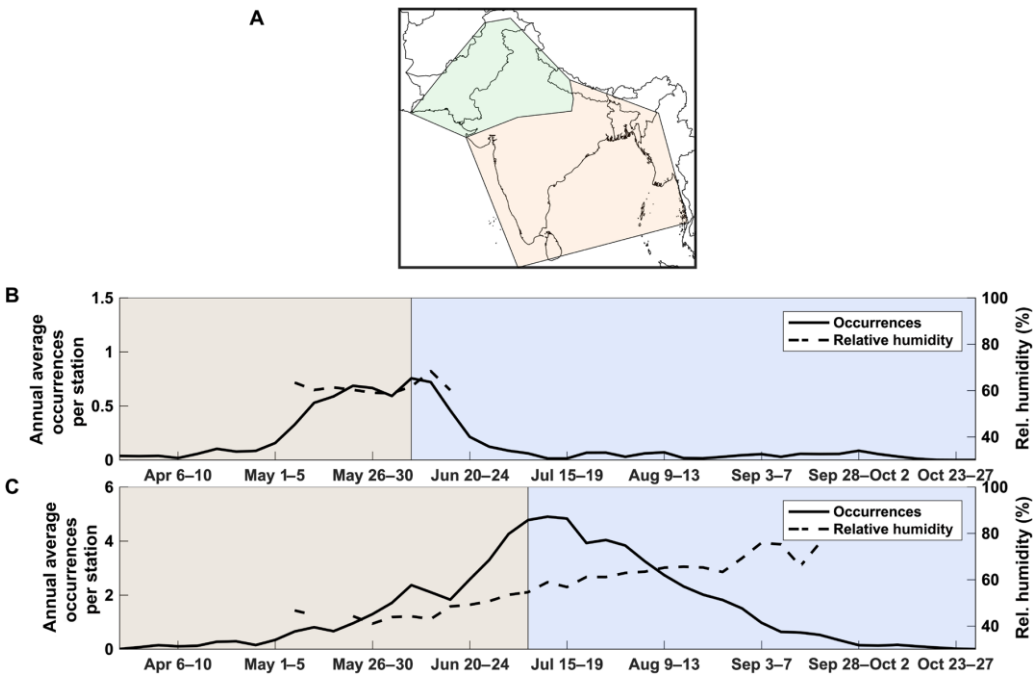 A
B
Annual average
occurrences
per station
1.5
1
0.5
0
Occurrences
Relative humidity
100
80
60
40
Rel. humidity (%)
Apr 6–10 May 1–5 May 26–30 Jun 20–24 Jul 15–19 Aug 9–13 Sep 3–7 Sep 28–Oct 2 Oct 23–27
C
Annual average
occurrences
per station
6
4
2
0
Occurrences
Relative humidity
100
80
60
40
Rel. humidity (%)
Apr 6–10 May 1–5 May 26–30 Jun 20–24 Jul 15–19 Aug 9–13 Sep 3–7 Sep 28–Oct 2 Oct 23–27